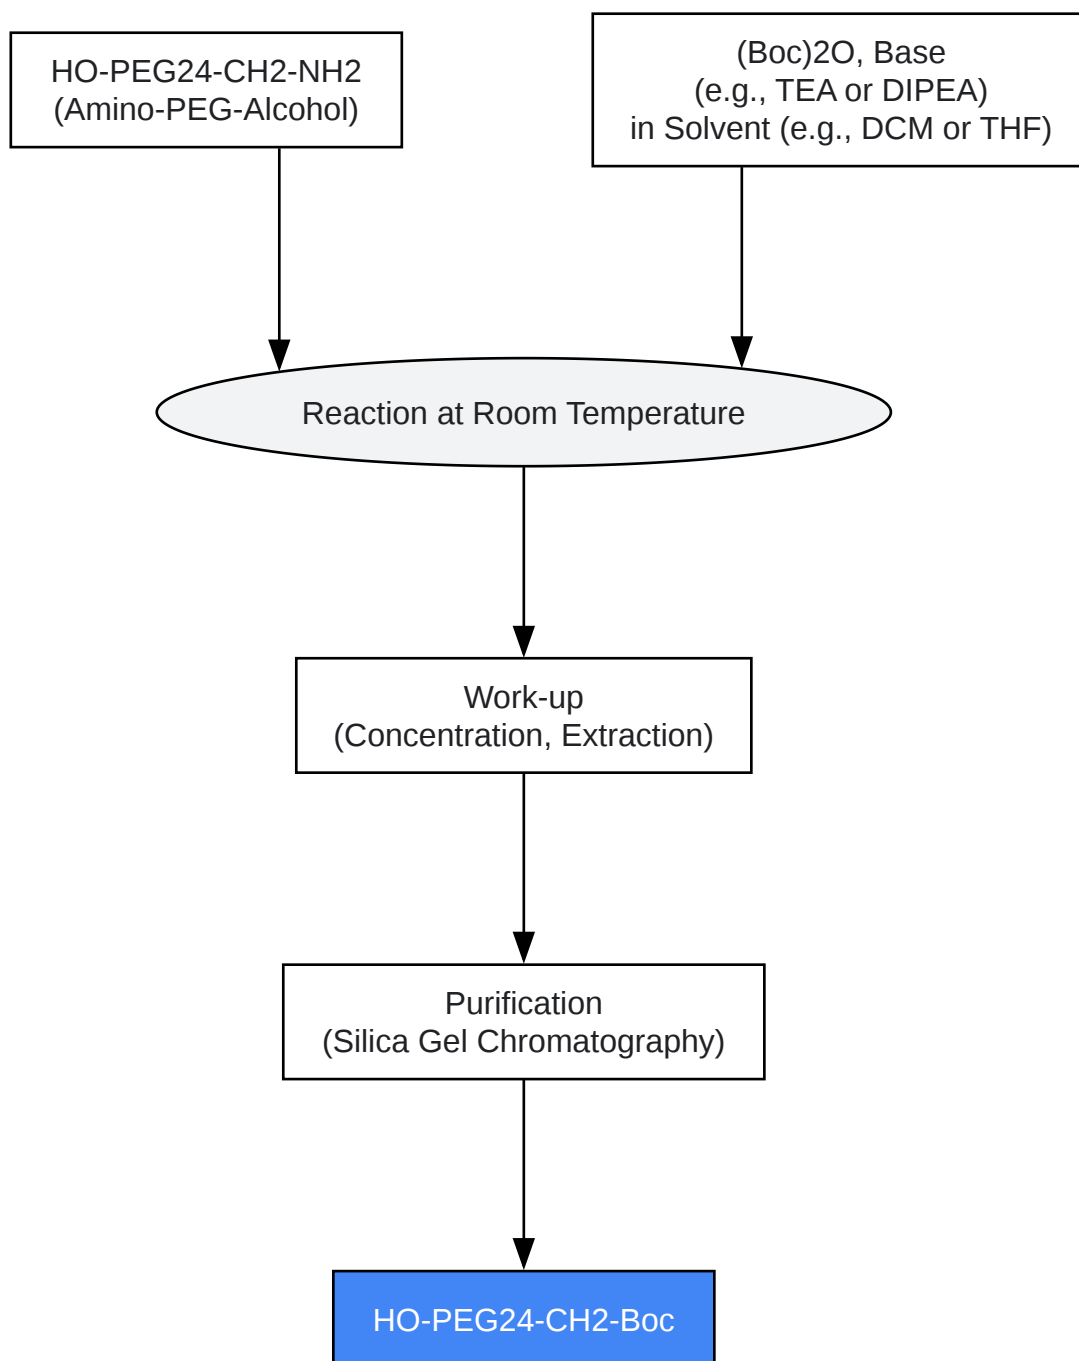 HO-PEG24-CH2-NH2
(Amino-PEG-Alcohol)
(Boc)2O, Base
(e.g., TEA or DIPEA)
in Solvent (e.g., DCM or THF)
Reaction at Room Temperature
Work-up
(Concentration, Extraction)
Purification
(Silica Gel Chromatography)
HO-PEG24-CH2-Boc